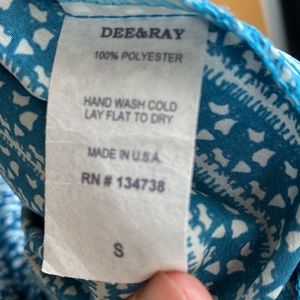 DEE&RAY
100% POLYESTER
HAND WASH COLD
LAY FLAT TO DRY
MADE IN U.S.A.
RN # 134738
S